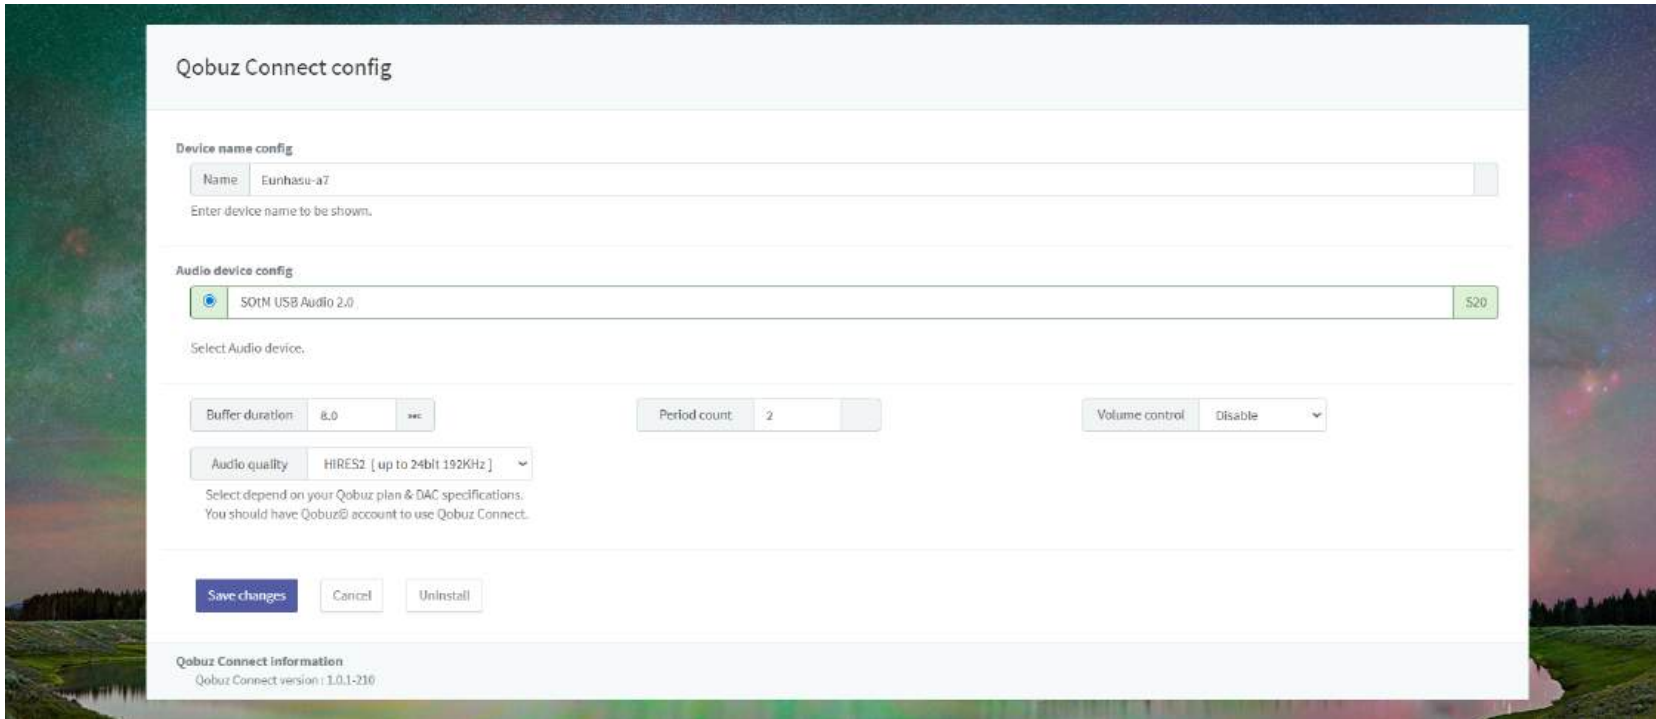 Qobuz Connect config
Device name config
Name Eunhasu-a7
Enter device name to be shown.
Audio device config
SOtM USB Audio 2.0 S20
Select Audio device.
Buffer duration 8.0 sec Period count 2 Volume control Disable
Audio quality HIRES2 [ up to 24bit 192KHz ]
Select depend on your Qobuz plan & DAC specifications.
You should have Qobuz© account to use Qobuz Connect.
Save changes Cancel Uninstall
Qobuz Connect information
Qobuz Connect version : 1.0.1-210